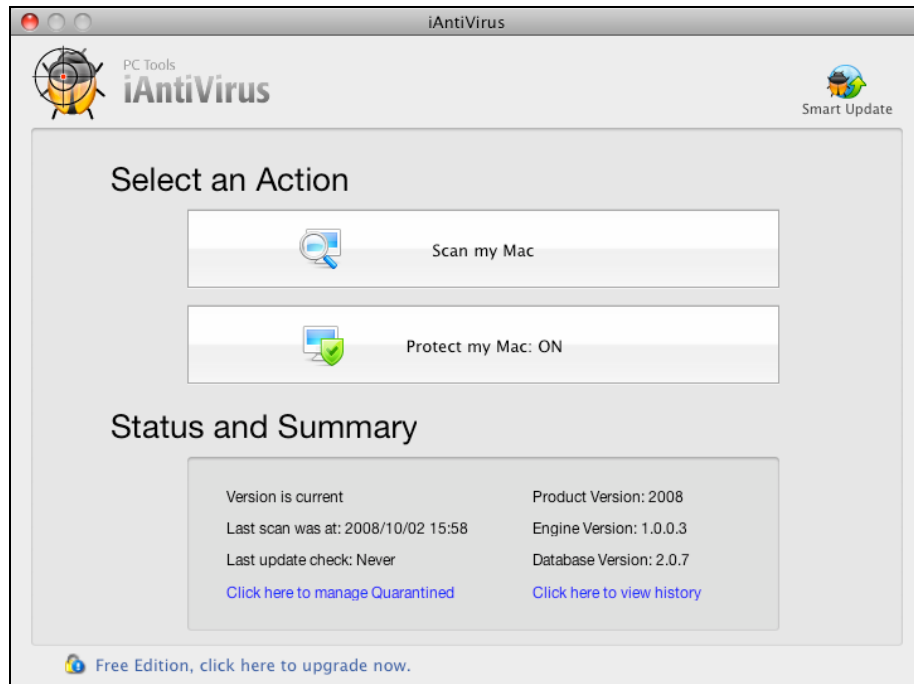 iAntiVirus
PC Tools
iAntiVirus
Smart Update
Select an Action
Scan my Mac
Protect my Mac: ON
Status and Summary
Version is current
Product Version: 2008
Last scan was at: 2008/10/02 15:58
Engine Version: 1.0.0.3
Last update check: Never
Database Version: 2.0.7
Click here to manage Quarantined
Click here to view history
Free Edition, click here to upgrade now.